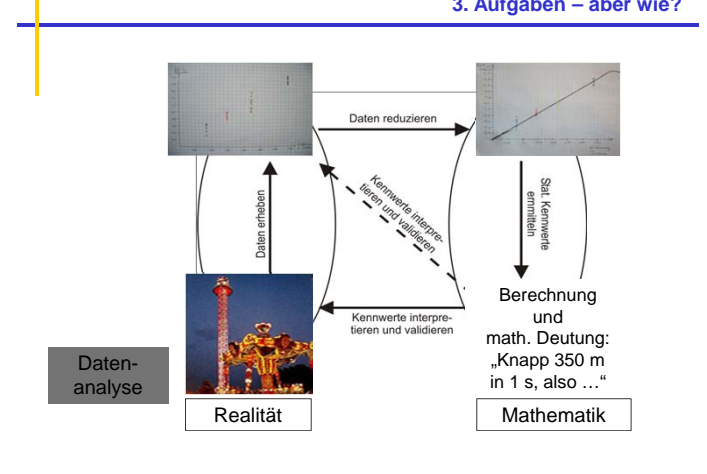 3. Aufgaben – aber wie?
Daten reduzieren
Daten erheben
Kennwerte interpre-
tieren und validieren
Stat. Kennwerte
ermmitteln
Kennwerte interpre-
tieren und validieren
Berechnung
und
math. Deutung:
„Knapp 350 m
in 1 s, also …“
Daten-
analyse
Realität
Mathematik